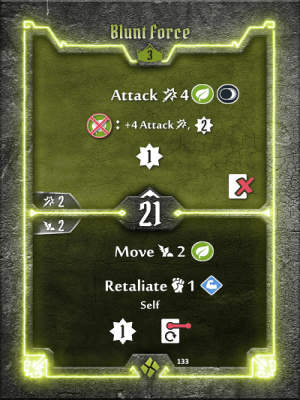 Blunt Force
3
Attack 4
: +4 Attack , 2
1
2
21
2
Move 2
Retaliate 1
Self
1
133